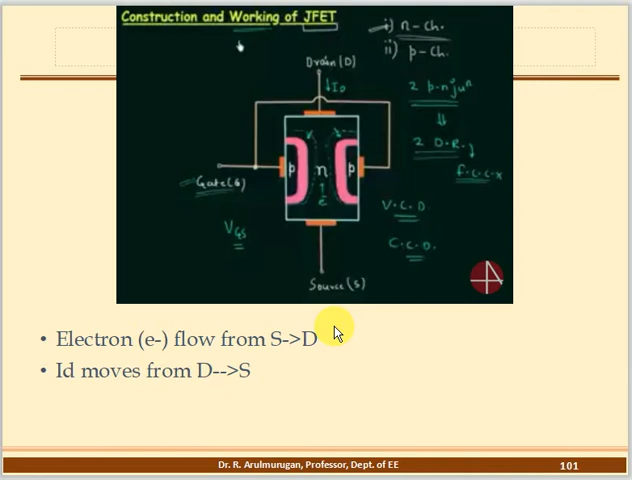 Construction and Working of JFET
i) n-Ch.
ii) p-Ch.
Drain(D)
↓ID
2 p-n junⁿ
⇓
2 D.R.
f.c.c.x
p
n
p
↑
e
Gate(G)
VGS
V.C.D.
C.C.D.
Source(S)
• Electron (e-) flow from S->D
• Id moves from D-->S
Dr. R. Arulmurugan, Professor, Dept. of EE
101